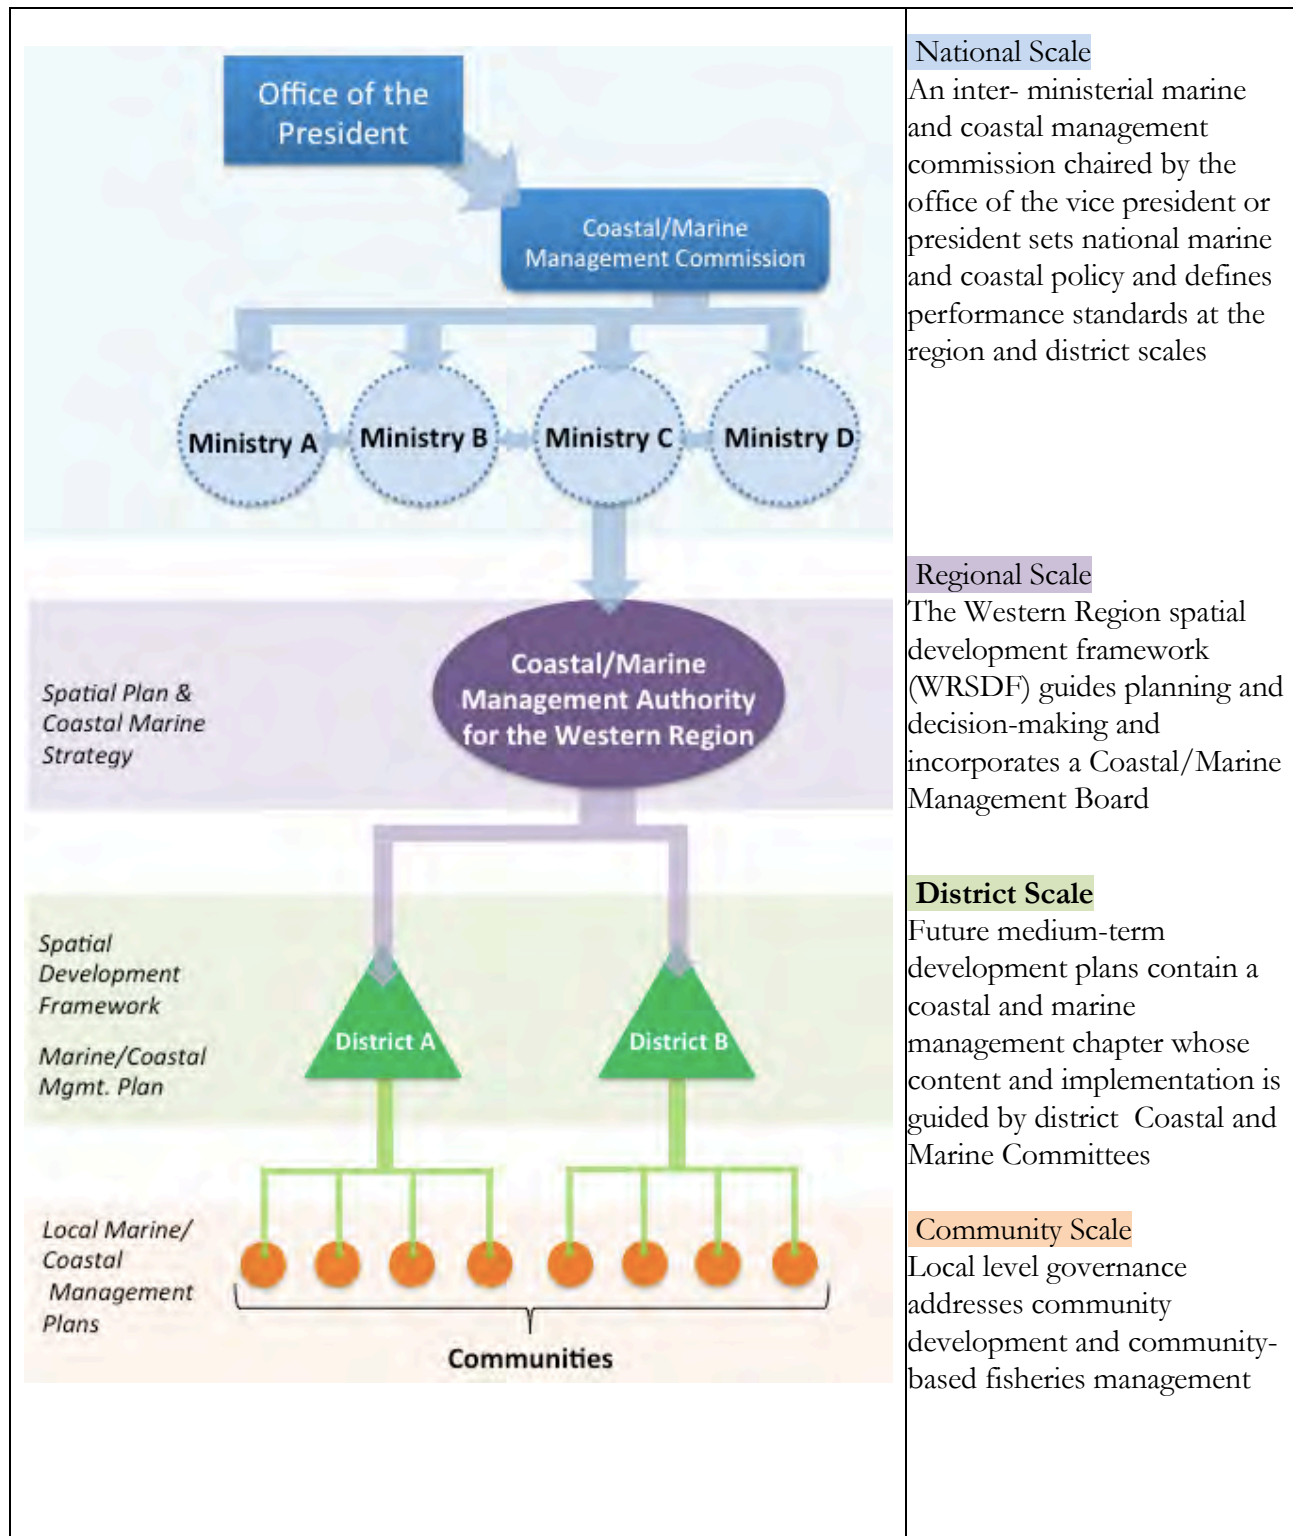 Office of the
President
Coastal/Marine
Management Commission
Ministry A
Ministry B
Ministry C
Ministry D
Spatial Plan &
Coastal Marine
Strategy
Coastal/Marine
Management Authority
for the Western Region
Spatial
Development
Framework
Marine/Coastal
Mgmt. Plan
District A
District B
Local Marine/
Coastal
Management
Plans
Communities
National Scale
An inter- ministerial marine
and coastal management
commission chaired by the
office of the vice president or
president sets national marine
and coastal policy and defines
performance standards at the
region and district scales
Regional Scale
The Western Region spatial
development framework
(WRSDF) guides planning and
decision-making and
incorporates a Coastal/Marine
Management Board
District Scale
Future medium-term
development plans contain a
coastal and marine
management chapter whose
content and implementation is
guided by district  Coastal and
Marine Committees
Community Scale
Local level governance
addresses community
development and community-
based fisheries management